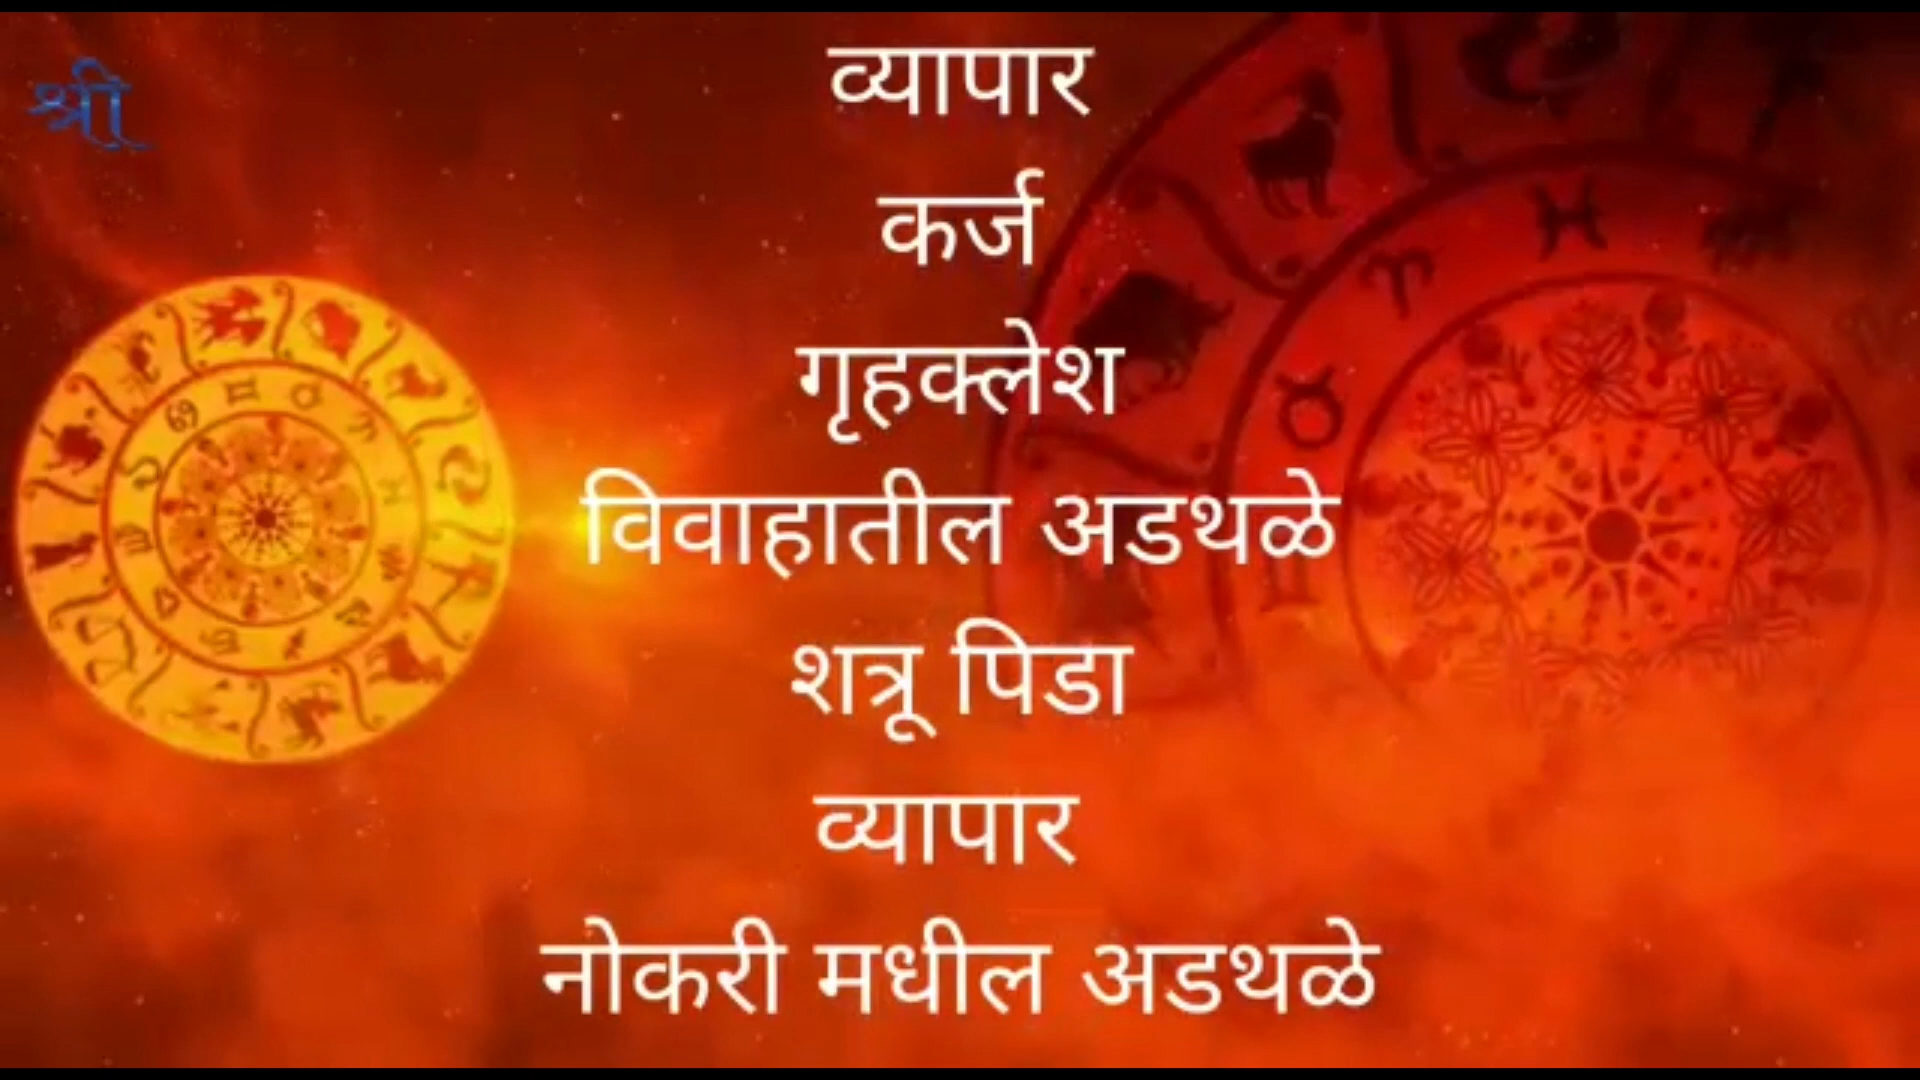 श्री
व्यापार
कर्ज
गृहक्लेश
विवाहातील अडथळे
शत्रू पिडा
व्यापार
नोकरी मधील अडथळे